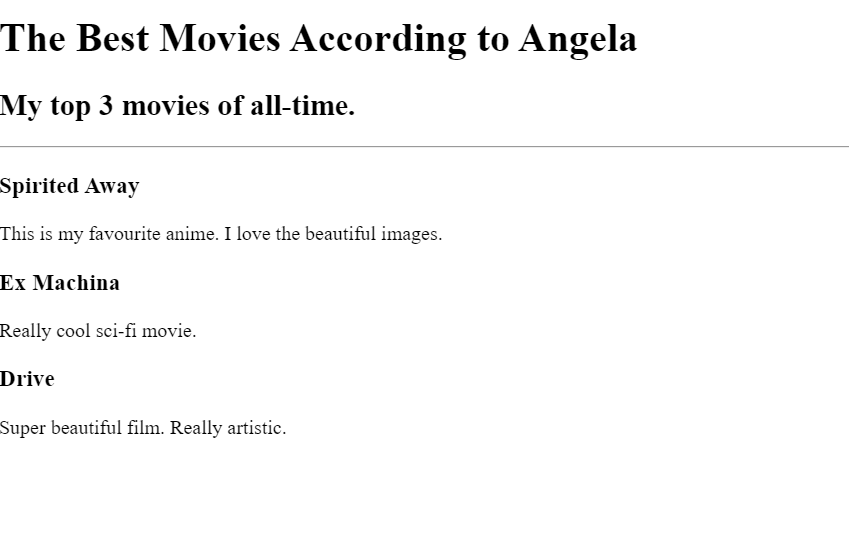 The Best Movies According to Angela
My top 3 movies of all-time.
Spirited Away
This is my favourite anime. I love the beautiful images.
Ex Machina
Really cool sci-fi movie.
Drive
Super beautiful film. Really artistic.